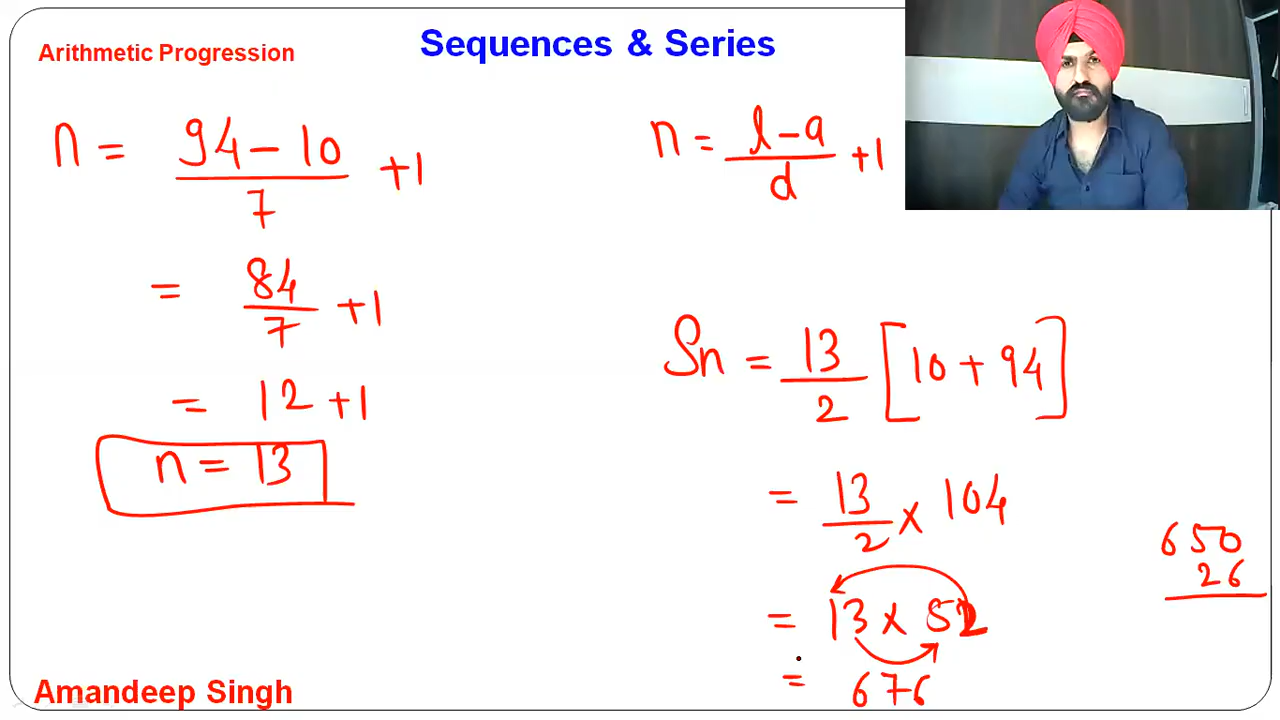 Sequences & Series
Arithmetic Progression
n = (94 - 10)/7 + 1
= 84/7 + 1
= 12 + 1
n = 13
n = (l - a)/d + 1
Sn = 13/2 [10 + 94]
= 13/2 × 104
= 13 × 52
= 676
650
26
Amandeep Singh